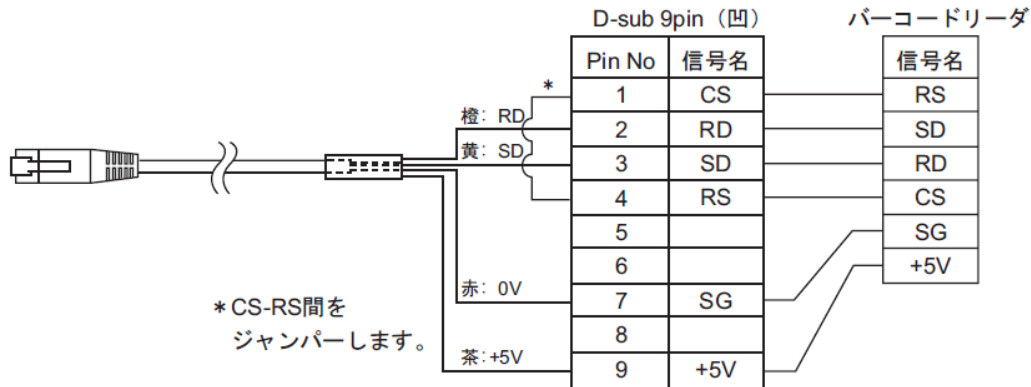 D-sub 9pin（凹）
バーコードリーダ
Pin No 信号名
信号名
*
1 CS
RS
橙：RD
2 RD
SD
黄：SD
3 SD
RD
4 RS
CS
5
SG
6
+5V
赤：0V
7 SG
8
茶：+5V
9 +5V
*CS-RS間を
ジャンパーします。